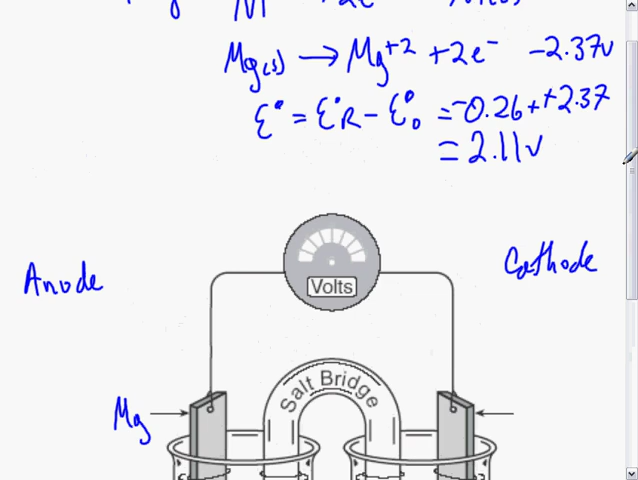 Mg(s) → Mg+2 + 2e- -2.37v
ε° = ε°R - ε°O = -0.26 + +2.37
= 2.11v
Volts
Anode
Cathode
Salt Bridge
Mg